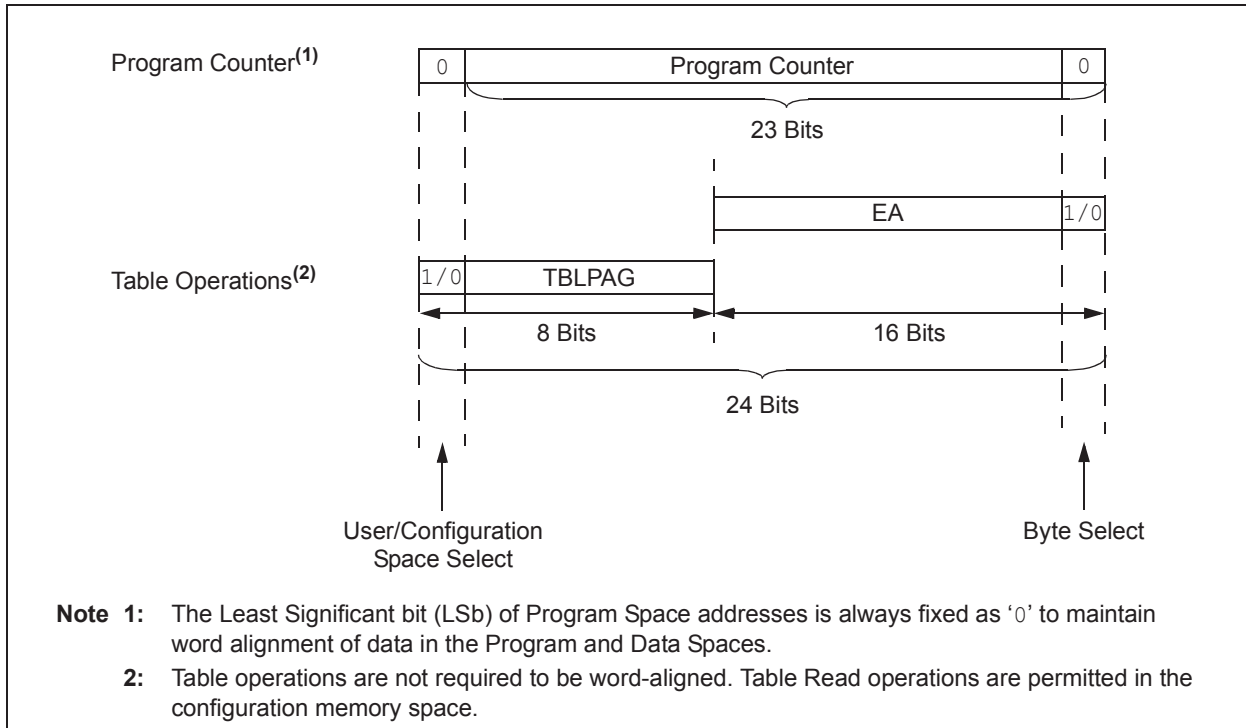 Program Counter(1)
0 Program Counter 0
23 Bits
EA 1/0
Table Operations(2)
1/0 TBLPAG
8 Bits 16 Bits
24 Bits
User/Configuration
Space Select
Byte Select
Note 1: The Least Significant bit (LSb) of Program Space addresses is always fixed as ‘0’ to maintain
word alignment of data in the Program and Data Spaces.
2: Table operations are not required to be word-aligned. Table Read operations are permitted in the
configuration memory space.